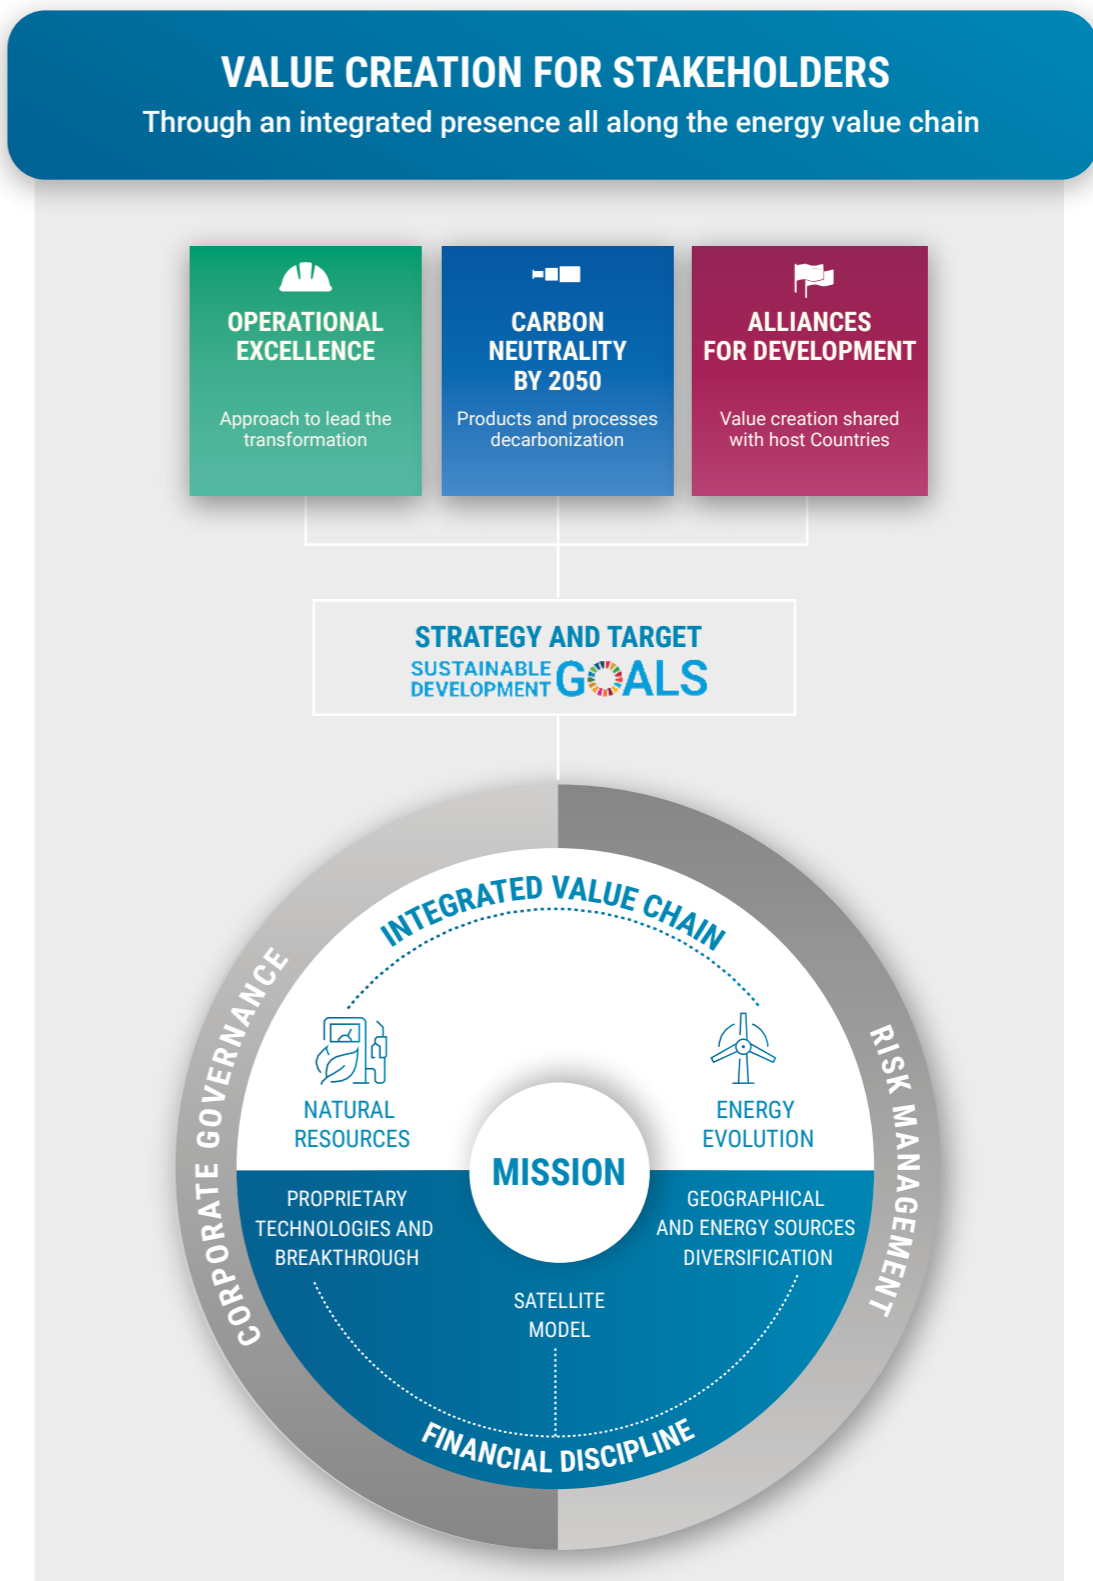 VALUE CREATION FOR STAKEHOLDERS
Through an integrated presence all along the energy value chain
OPERATIONAL
EXCELLENCE
Approach to lead the
transformation
CARBON
NEUTRALITY
BY 2050
Products and processes
decarbonization
ALLIANCES
FOR DEVELOPMENT
Value creation shared
with host Countries
STRATEGY AND TARGET
SUSTAINABLE
DEVELOPMENT
GOALS
INTEGRATED VALUE CHAIN
CORPORATE GOVERNANCE
RISK MANAGEMENT
NATURAL
RESOURCES
ENERGY
EVOLUTION
MISSION
PROPRIETARY
TECHNOLOGIES AND
BREAKTHROUGH
GEOGRAPHICAL
AND ENERGY SOURCES
DIVERSIFICATION
SATELLITE
MODEL
FINANCIAL DISCIPLINE